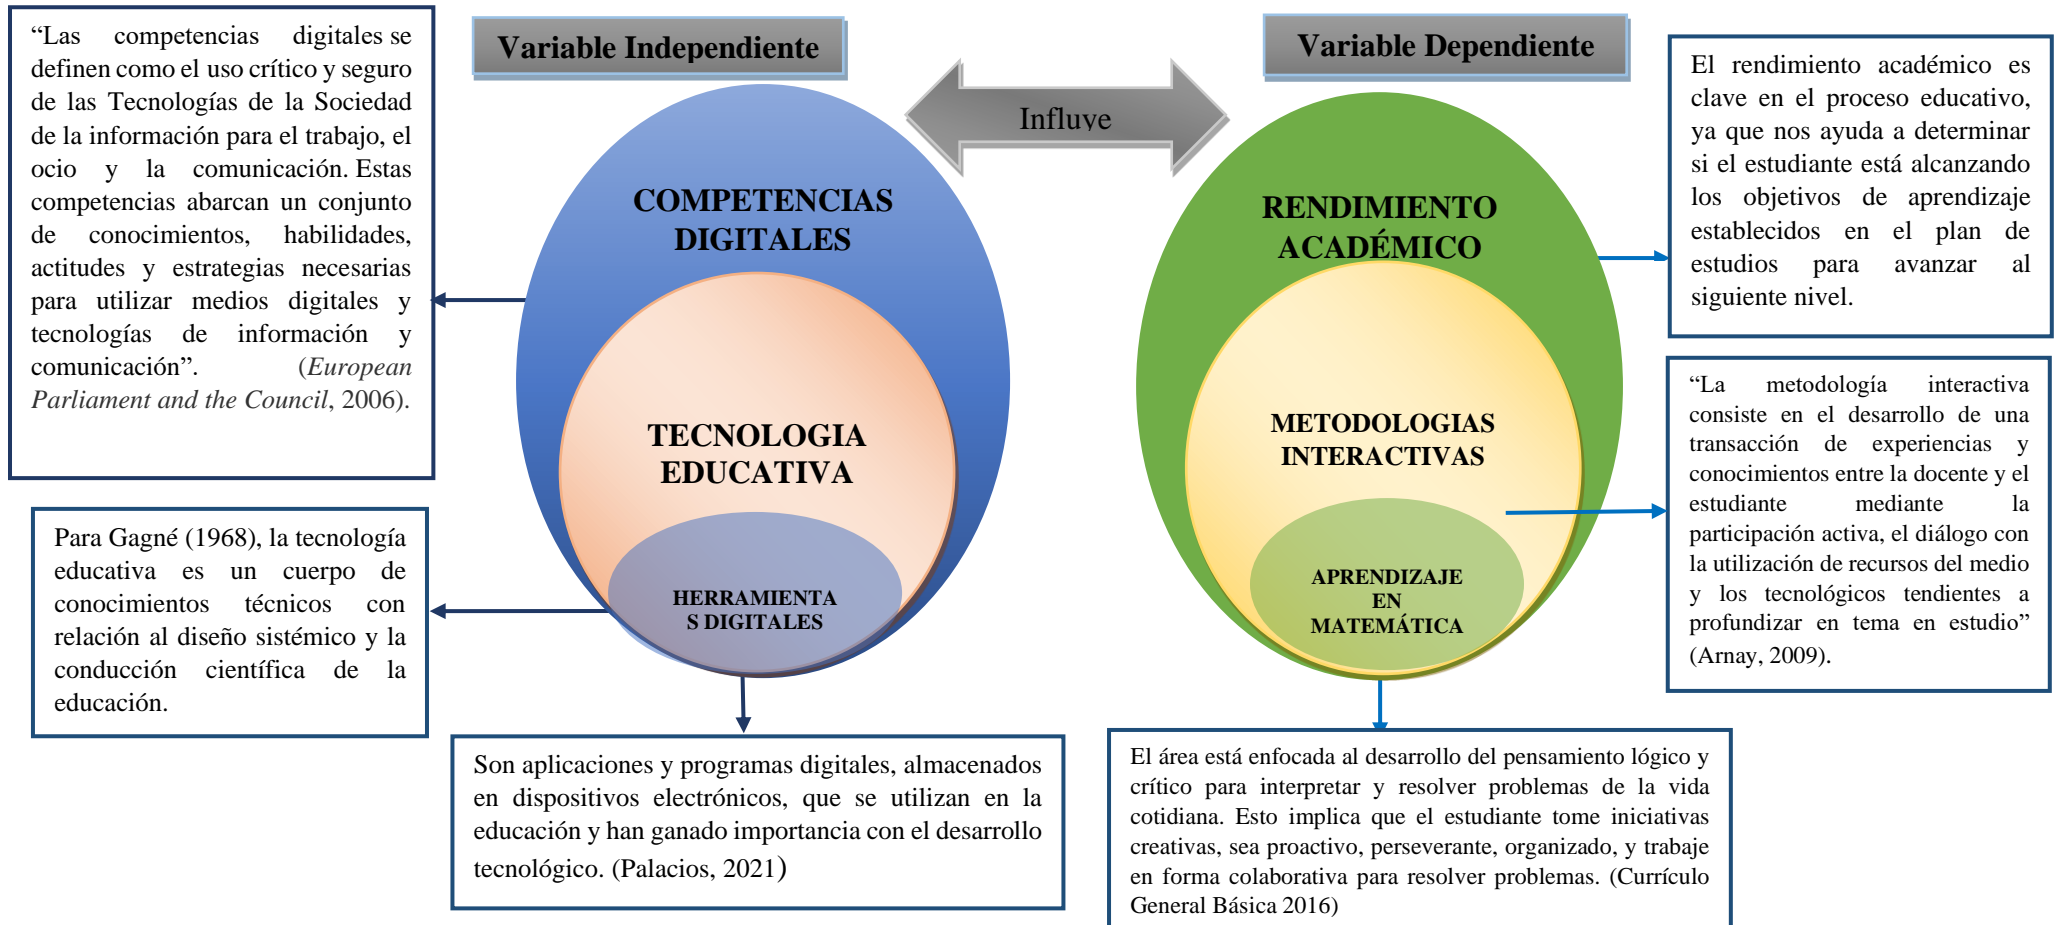 “Las competencias digitales se
definen como el uso crítico y seguro
de las Tecnologías de la Sociedad
de la información para el trabajo, el
ocio y la comunicación. Estas
competencias abarcan un conjunto
de conocimientos, habilidades,
actitudes y estrategias necesarias
para utilizar medios digitales y
tecnologías de información y
comunicación”. (European
Parliament and the Council, 2006).
Para Gagné (1968), la tecnología
educativa es un cuerpo de
conocimientos técnicos con
relación al diseño sistémico y la
conducción científica de la
educación.
Variable Independiente
COMPETENCIAS
DIGITALES
TECNOLOGIA
EDUCATIVA
HERRAMIENTA
S DIGITALES
Son aplicaciones y programas digitales, almacenados
en dispositivos electrónicos, que se utilizan en la
educación y han ganado importancia con el desarrollo
tecnológico. (Palacios, 2021)
Influye
Variable Dependiente
RENDIMIENTO
ACADÉMICO
METODOLOGIAS
INTERACTIVAS
APRENDIZAJE
EN
MATEMÁTICA
El área está enfocada al desarrollo del pensamiento lógico y
crítico para interpretar y resolver problemas de la vida
cotidiana. Esto implica que el estudiante tome iniciativas
creativas, sea proactivo, perseverante, organizado, y trabaje
en forma colaborativa para resolver problemas. (Currículo
General Básica 2016)
El rendimiento académico es
clave en el proceso educativo,
ya que nos ayuda a determinar
si el estudiante está alcanzando
los objetivos de aprendizaje
establecidos en el plan de
estudios para avanzar al
siguiente nivel.
“La metodología interactiva
consiste en el desarrollo de una
transacción de experiencias y
conocimientos entre la docente y el
estudiante mediante la
participación activa, el diálogo con
la utilización de recursos del medio
y los tecnológicos tendientes a
profundizar en tema en estudio”
(Arnay, 2009).